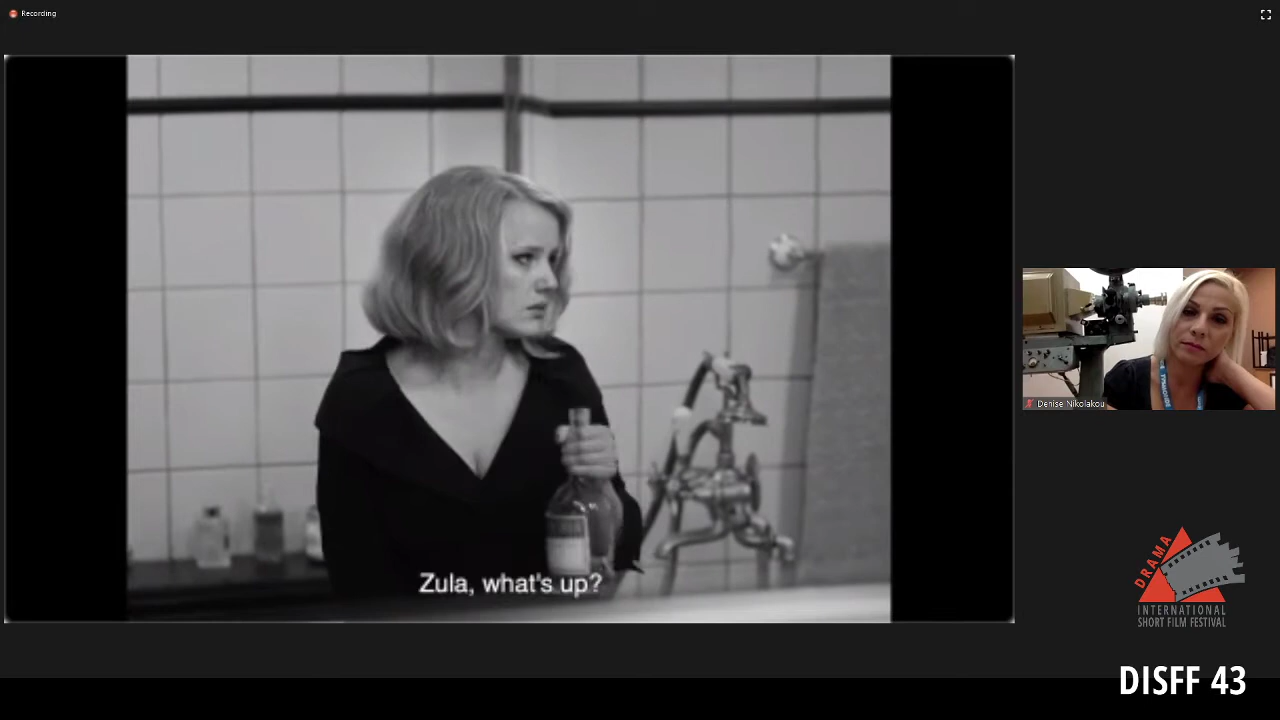 Recording
Zula, what's up?
Denise Nikolakou
DRAMA
INTERNATIONAL
SHORT FILM FESTIVAL
DISFF 43